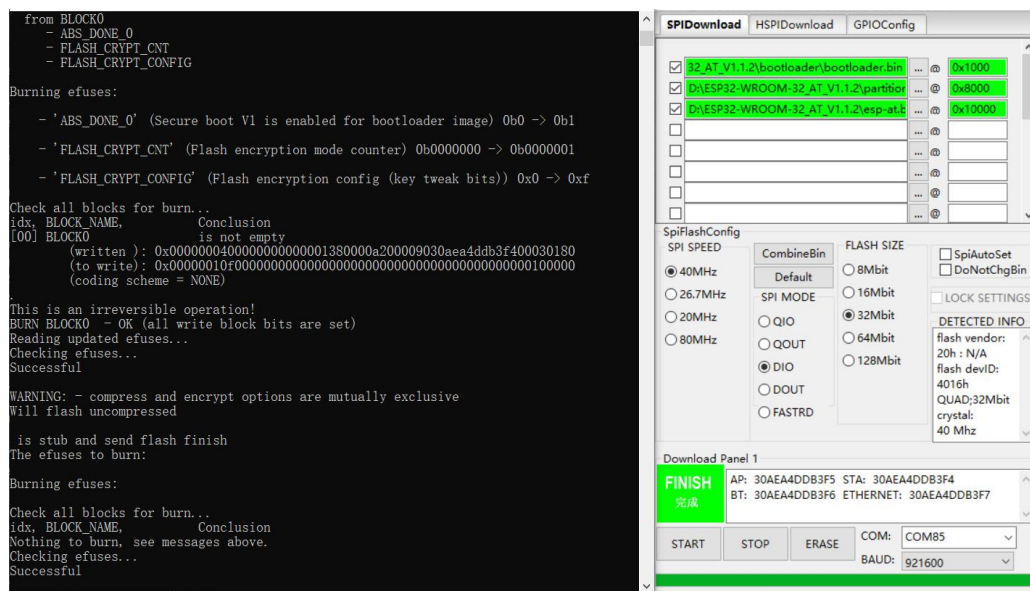 from BLOCK0
- ABS_DONE_0
- FLASH_CRYPT_CNT
- FLASH_CRYPT_CONFIG
Burning efuses:
- 'ABS_DONE_0' (Secure boot V1 is enabled for bootloader image) 0b0 -> 0b1
- 'FLASH_CRYPT_CNT' (Flash encryption mode counter) 0b0000000 -> 0b0000001
- 'FLASH_CRYPT_CONFIG' (Flash encryption config (key tweak bits)) 0x0 -> 0xf
Check all blocks for burn...
idx, BLOCK_NAME, Conclusion
[00] BLOCK0 is not empty
(written ): 0x0000000400000000000001380000a200009030aea4ddb3f400030180
(to write): 0x00000010f00000000000000000000000000000000000000000100000
(coding scheme = NONE)
.
This is an irreversible operation!
BURN BLOCK0 - OK (all write block bits are set)
Reading updated efuses...
Checking efuses...
Successful
WARNING: - compress and encrypt options are mutually exclusive
Will flash uncompressed
is stub and send flash finish
The efuses to burn:
Burning efuses:
Check all blocks for burn...
idx, BLOCK_NAME, Conclusion
Nothing to burn, see messages above.
Checking efuses...
Successful
SPIDownload HSPIDownload GPIOConfig
32_AT_V1.1.2\bootloader\bootloader.bin ... @ 0x1000
D:\ESP32-WROOM-32_AT_V1.1.2\partition ... @ 0x8000
D:\ESP32-WROOM-32_AT_V1.1.2\esp-at.b ... @ 0x10000
... @
... @
... @
... @
... @
SpiFlashConfig
SPI SPEED
40MHz
26.7MHz
20MHz
80MHz
CombineBin
Default
SPI MODE
QIO
QOUT
DIO
DOUT
FASTRD
FLASH SIZE
8Mbit
16Mbit
32Mbit
64Mbit
128Mbit
SpiAutoSet
DoNotChgBin
LOCK SETTINGS
DETECTED INFO
flash vendor:
20h : N/A
flash devID:
4016h
QUAD;32Mbit
crystal:
40 Mhz
Download Panel 1
FINISH
完成
AP: 30AEA4DDB3F5 STA: 30AEA4DDB3F4
BT: 30AEA4DDB3F6 ETHERNET: 30AEA4DDB3F7
START STOP ERASE
COM: COM85
BAUD: 921600